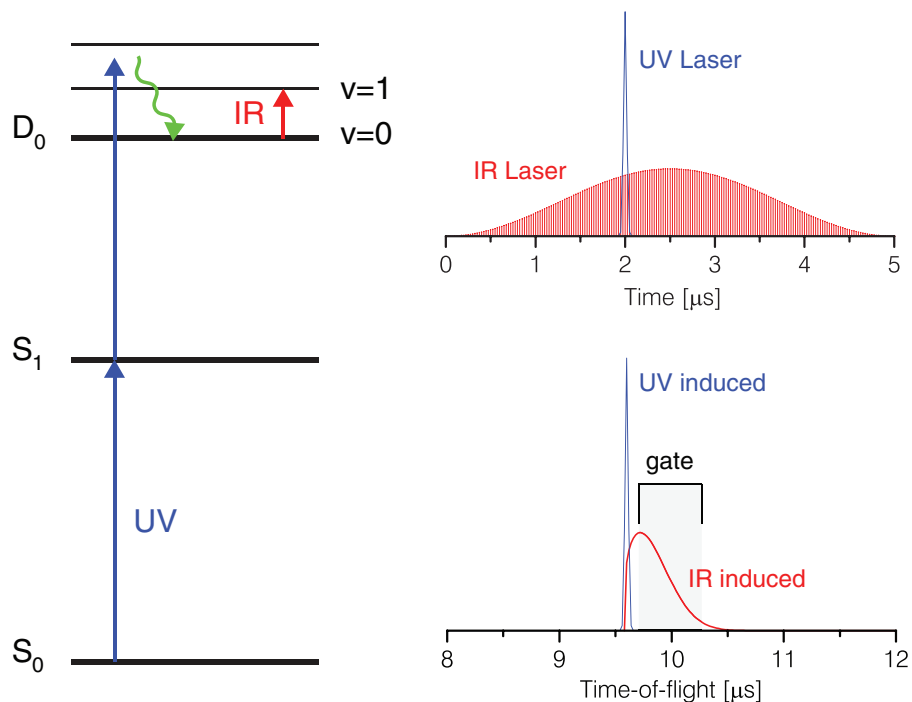 v=1
D₀
IR
v=0
S₁
UV
S₀
UV Laser
IR Laser
0 1 2 3 4 5
Time [μs]
UV induced
gate
IR induced
8 9 10 11 12
Time-of-flight [μs]